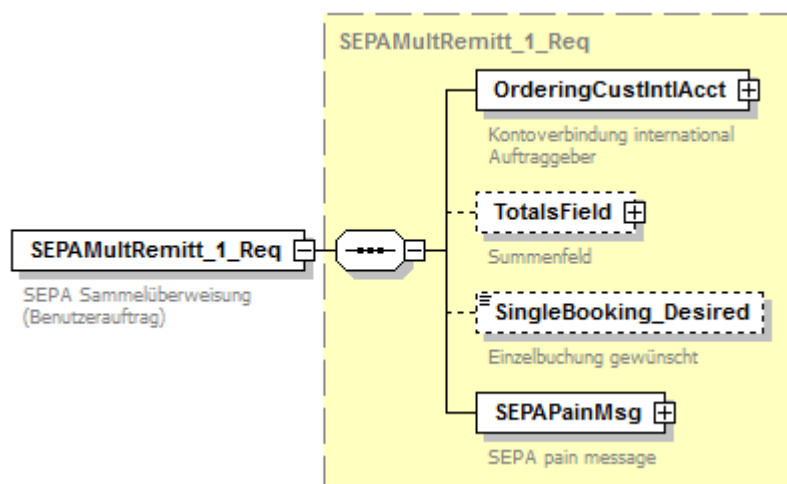 SEPAMultRemitt_1_Req
OrderingCustIntlAcct
Kontoverbindung international
Auftraggeber
TotalsField
Summenfeld
SEPAMultRemitt_1_Req
SEPA Sammelüberweisung
(Benutzerauftrag)
SingleBooking_Desired
Einzelbuchung gewünscht
SEPAPainMsg
SEPA pain message